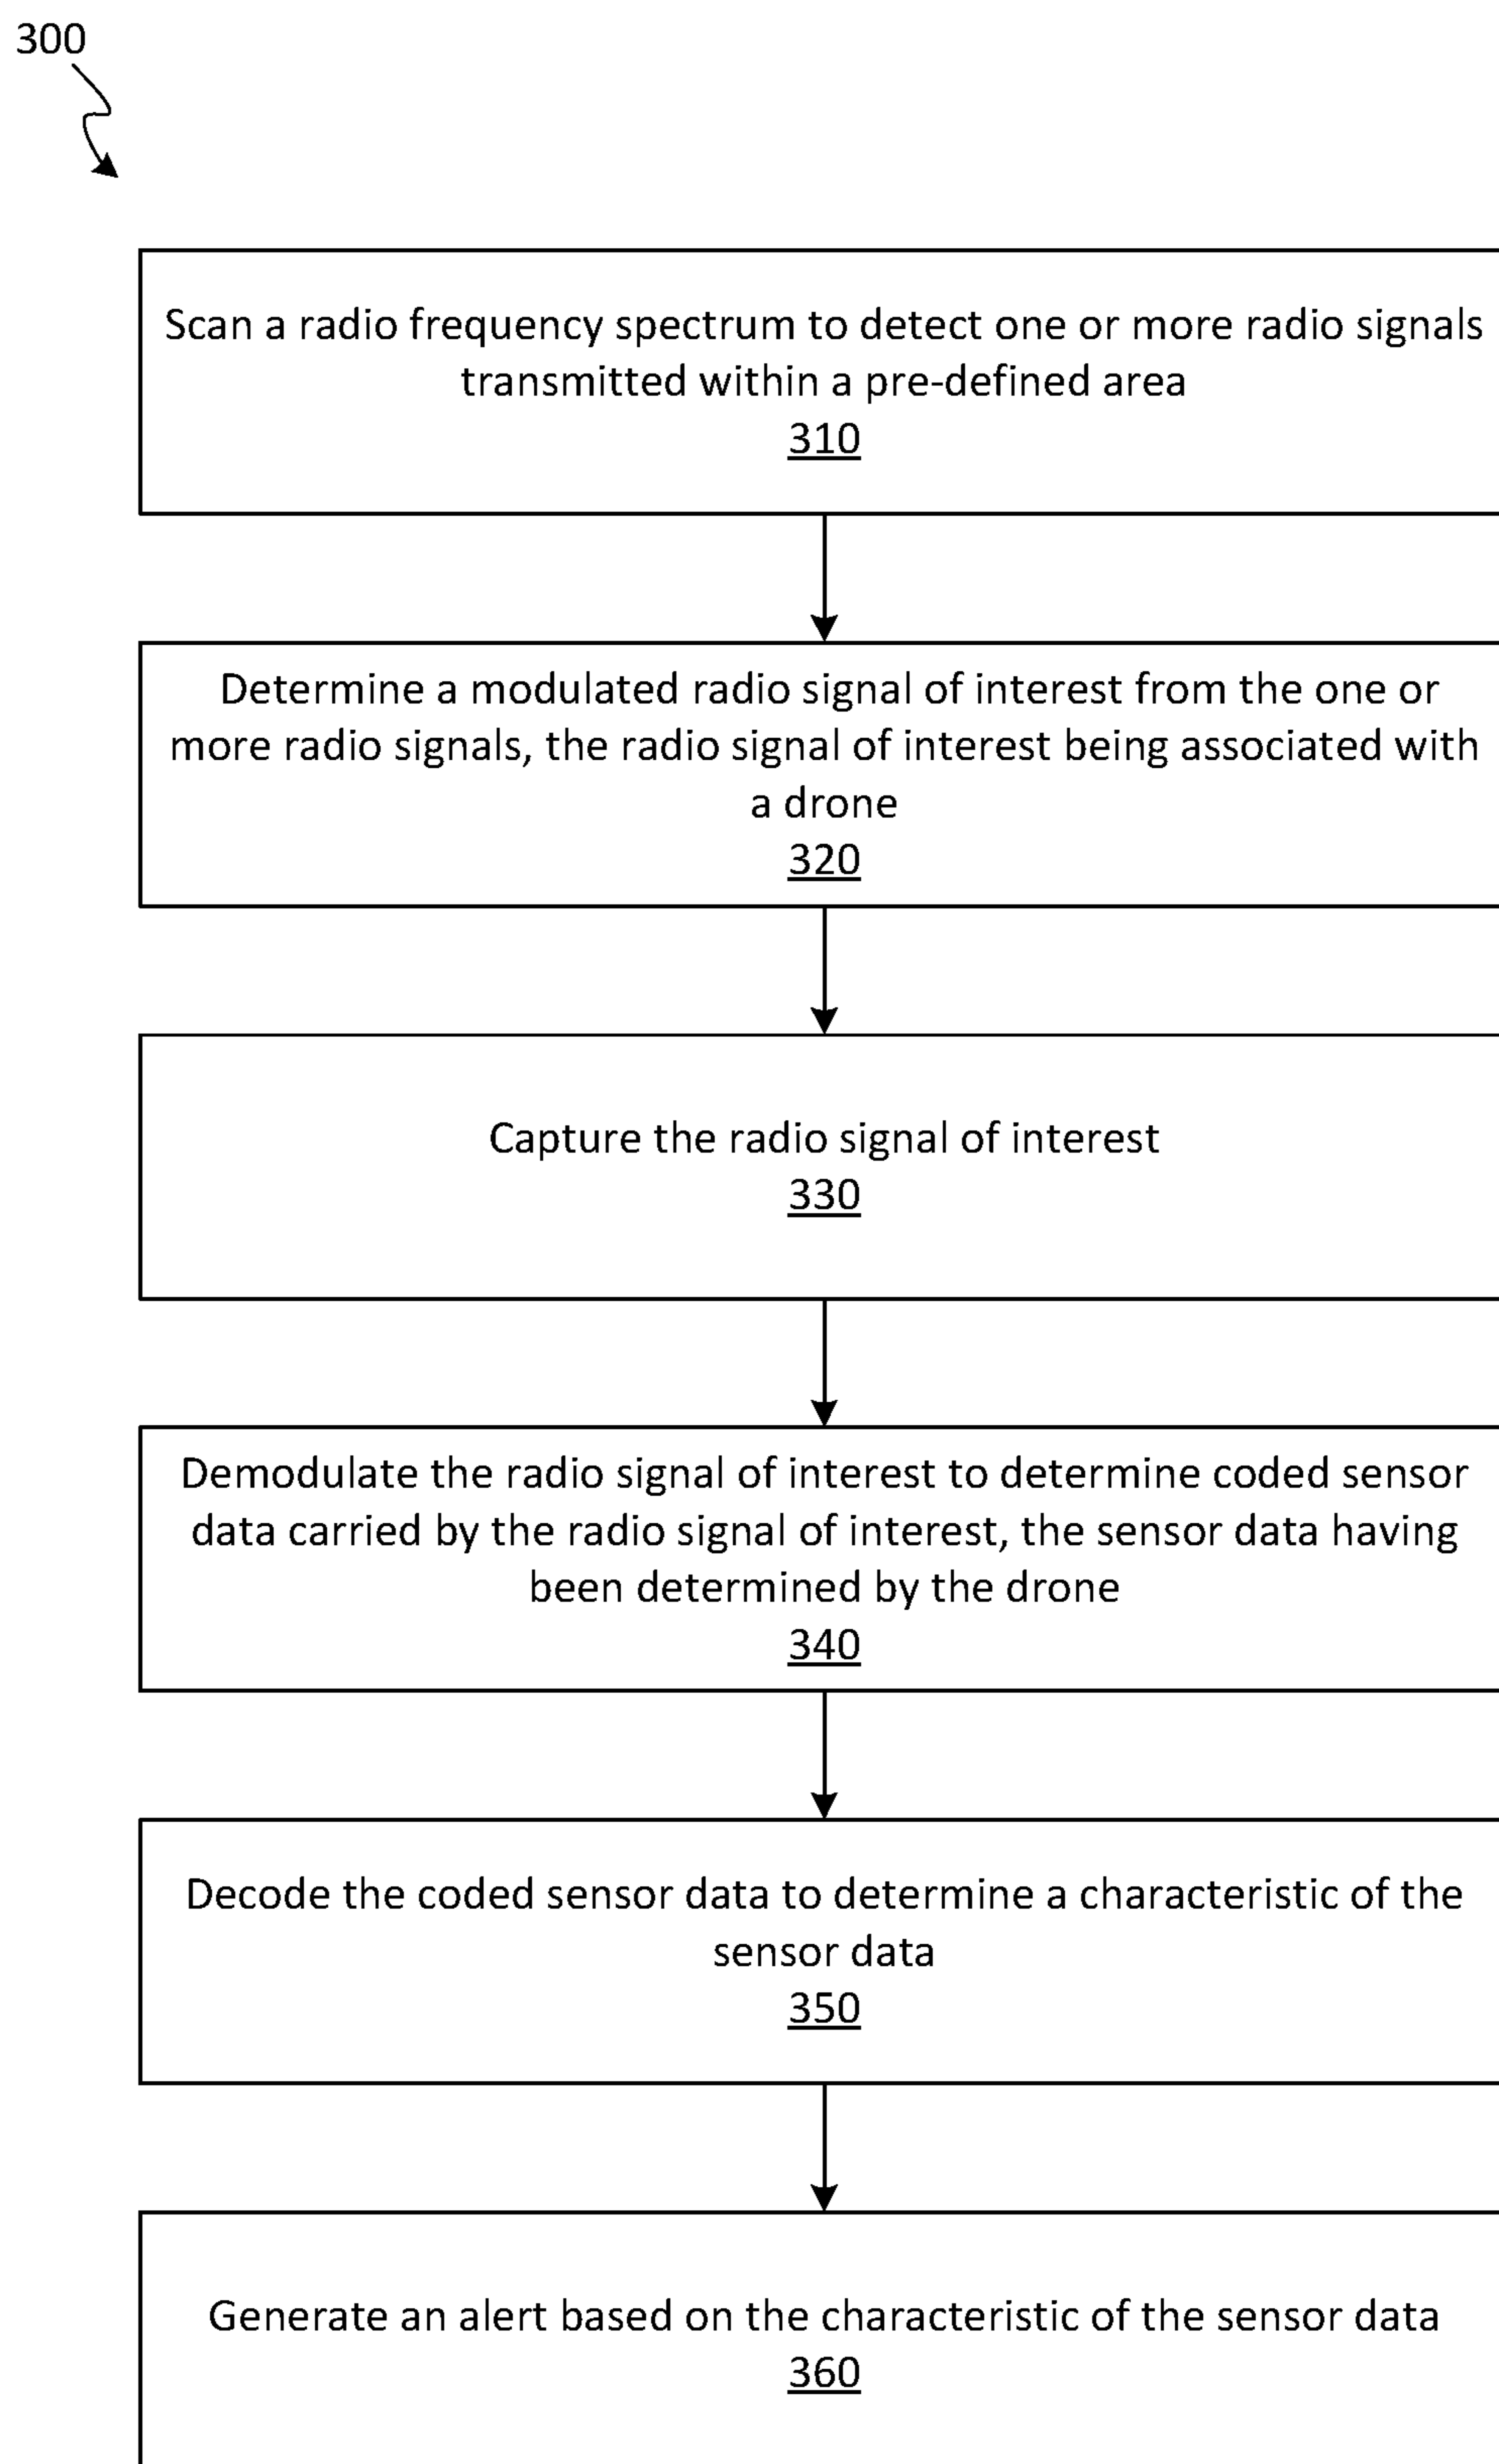 300
Scan a radio frequency spectrum to detect one or more radio signals
transmitted within a pre-defined area
310
Determine a modulated radio signal of interest from the one or
more radio signals, the radio signal of interest being associated with
a drone
320
Capture the radio signal of interest
330
Demodulate the radio signal of interest to determine coded sensor
data carried by the radio signal of interest, the sensor data having
been determined by the drone
340
Decode the coded sensor data to determine a characteristic of the
sensor data
350
Generate an alert based on the characteristic of the sensor data
360